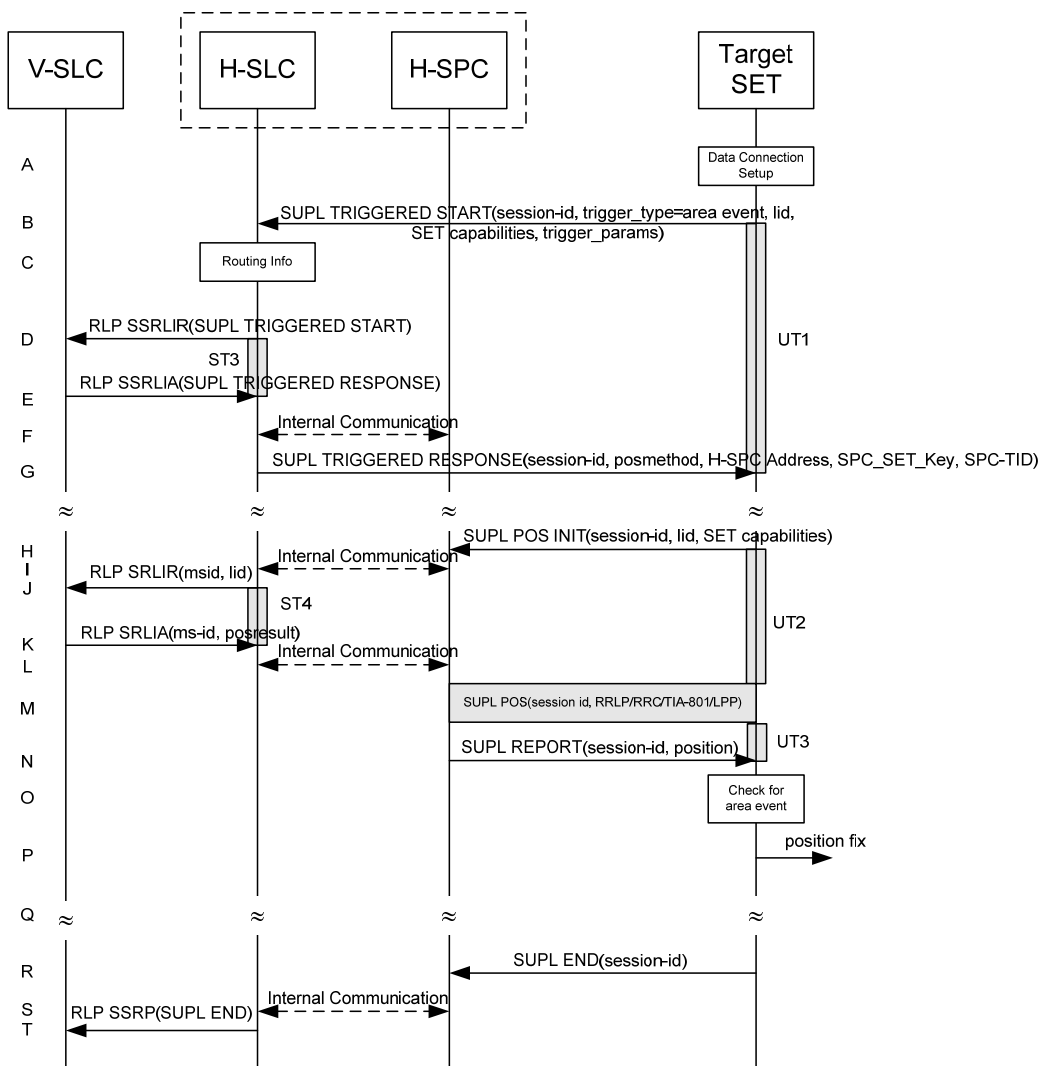 V-SLC
H-SLC
H-SPC
Target
SET
A
Data Connection
Setup
B
SUPL TRIGGERED START(session-id, trigger_type=area event, lid,
SET capabilities, trigger_params)
C
Routing Info
D
RLP SSRLIR(SUPL TRIGGERED START)
UT1
ST3
RLP SSRLIA(SUPL TRIGGERED RESPONSE)
E
Internal Communication
F
SUPL TRIGGERED RESPONSE(session-id, posmethod, H-SPC Address, SPC_SET_Key, SPC-TID)
G
≈ ≈ ≈ ≈
SUPL POS INIT(session-id, lid, SET capabilities)
H
Internal Communication
I
RLP SRLIR(msid, lid)
J
ST4
UT2
RLP SRLIA(ms-id, posresult)
K
Internal Communication
L
M
SUPL POS(session id, RRLP/RRC/TIA-801/LPP)
UT3
SUPL REPORT(session-id, position)
N
Check for
area event
O
position fix
P
Q
≈ ≈ ≈ ≈
SUPL END(session-id)
R
Internal Communication
S
RLP SSRP(SUPL END)
T